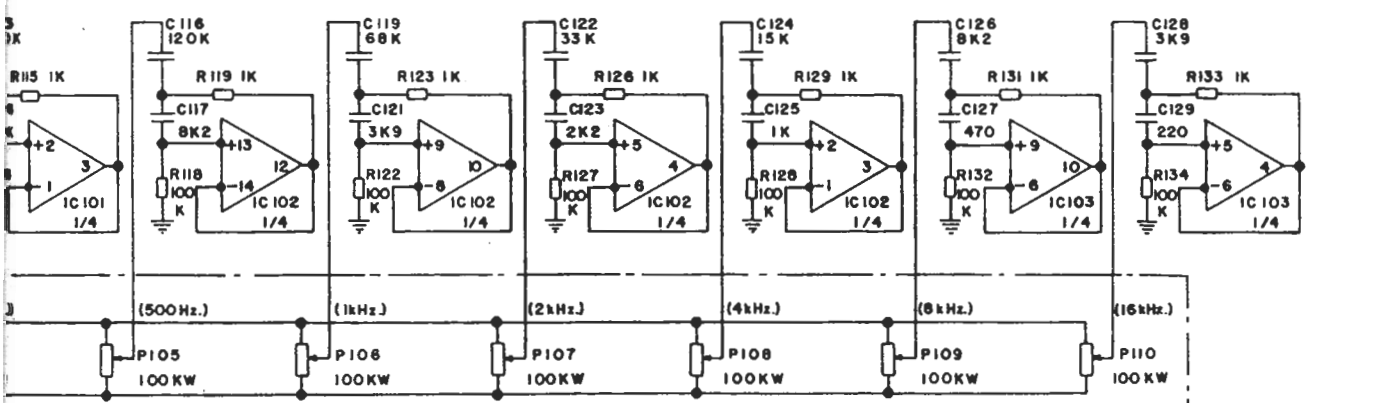 C116
120K
C119
68K
C122
33K
C124
15K
C126
8K2
C128
3K9
R115 1K
R119 1K
R123 1K
R126 1K
R129 1K
R131 1K
R133 1K
C117
8K2
C121
3K9
C123
2K2
C125
1K
C127
470
C129
220
+2
3
-1
IC101
1/4
+13
12
-14
IC102
1/4
R118
100
K
+9
10
-8
IC102
1/4
R122
100
K
+5
4
-6
IC102
1/4
R127
100
K
+2
3
-1
IC102
1/4
R128
100
K
+9
10
-8
IC103
1/4
R132
100
K
+5
4
-6
IC103
1/4
R134
100
K
(500Hz.)
(1kHz.)
(2kHz.)
(4kHz.)
(8kHz.)
(16kHz.)
P105
100KW
P106
100KW
P107
100KW
P108
100KW
P109
100KW
P110
100KW